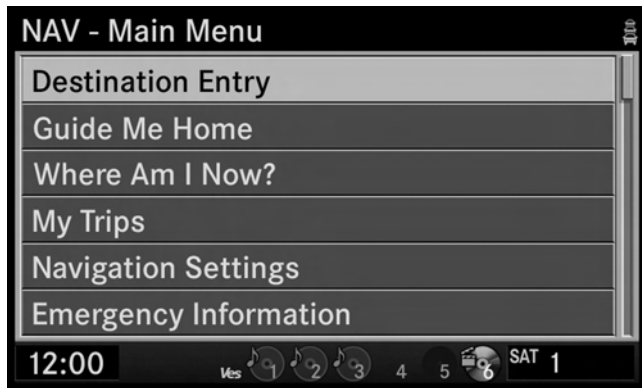 NAV - Main Menu
Destination Entry
Guide Me Home
Where Am I Now?
My Trips
Navigation Settings
Emergency Information
12:00 Ves 1 2 3 4 5 6 SAT 1